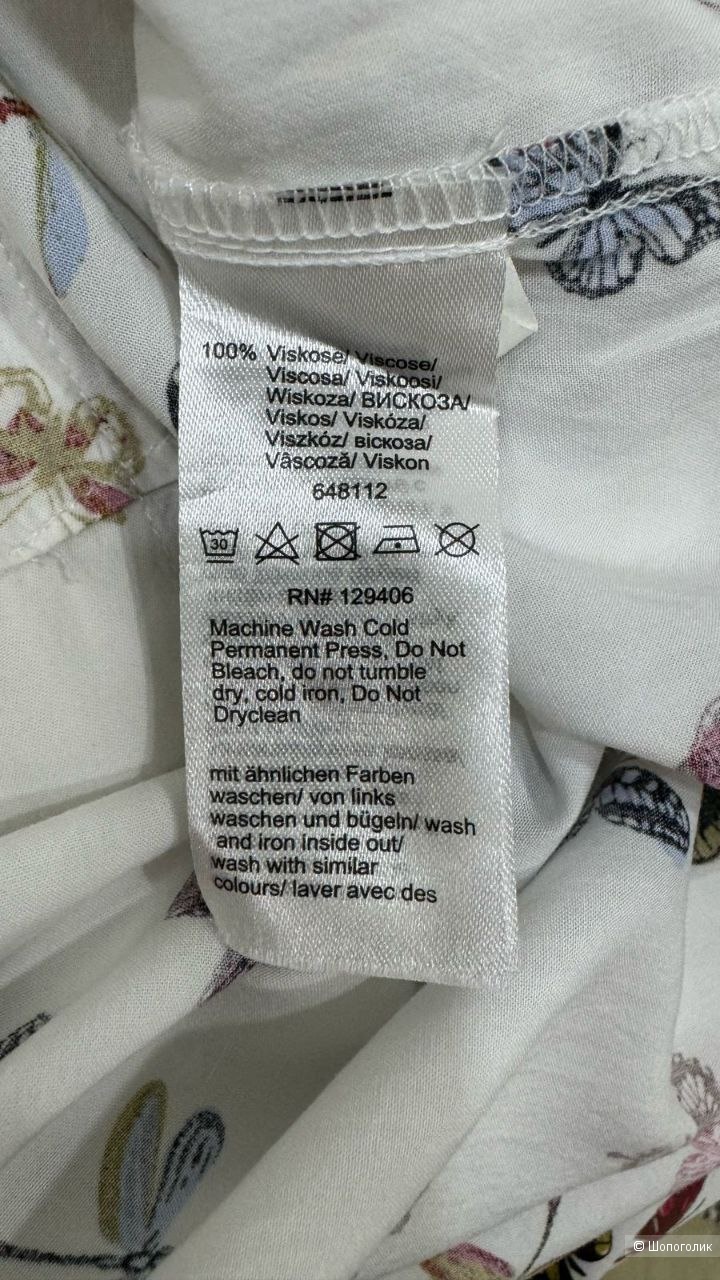 100% Viskose/ Viscose/
Viscosa/ Viskoosi/
Wiskoza/ ВИСКОЗА/
Viskos/ Viskóza/
Viszkóz/ віскоза/
Vâscoză/ Viskon
648112
30
RN# 129406
Machine Wash Cold
Permanent Press, Do Not
Bleach, do not tumble
dry, cold iron, Do Not
Dryclean
mit ähnlichen Farben
waschen/ von links
waschen und bügeln/ wash
and iron inside out/
wash with similar
colours/ laver avec des
© Шопоголик